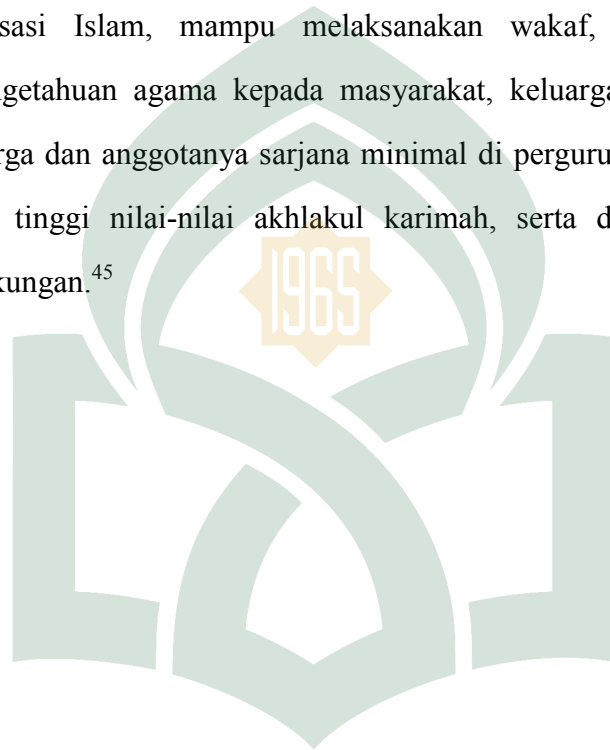 sasi Islam, mampu melaksanakan wakaf,
ngetahuan agama kepada masyarakat, keluarga
rga dan anggotanya sarjana minimal di perguru
tinggi nilai-nilai akhlakul karimah, serta d
kungan.45
1965